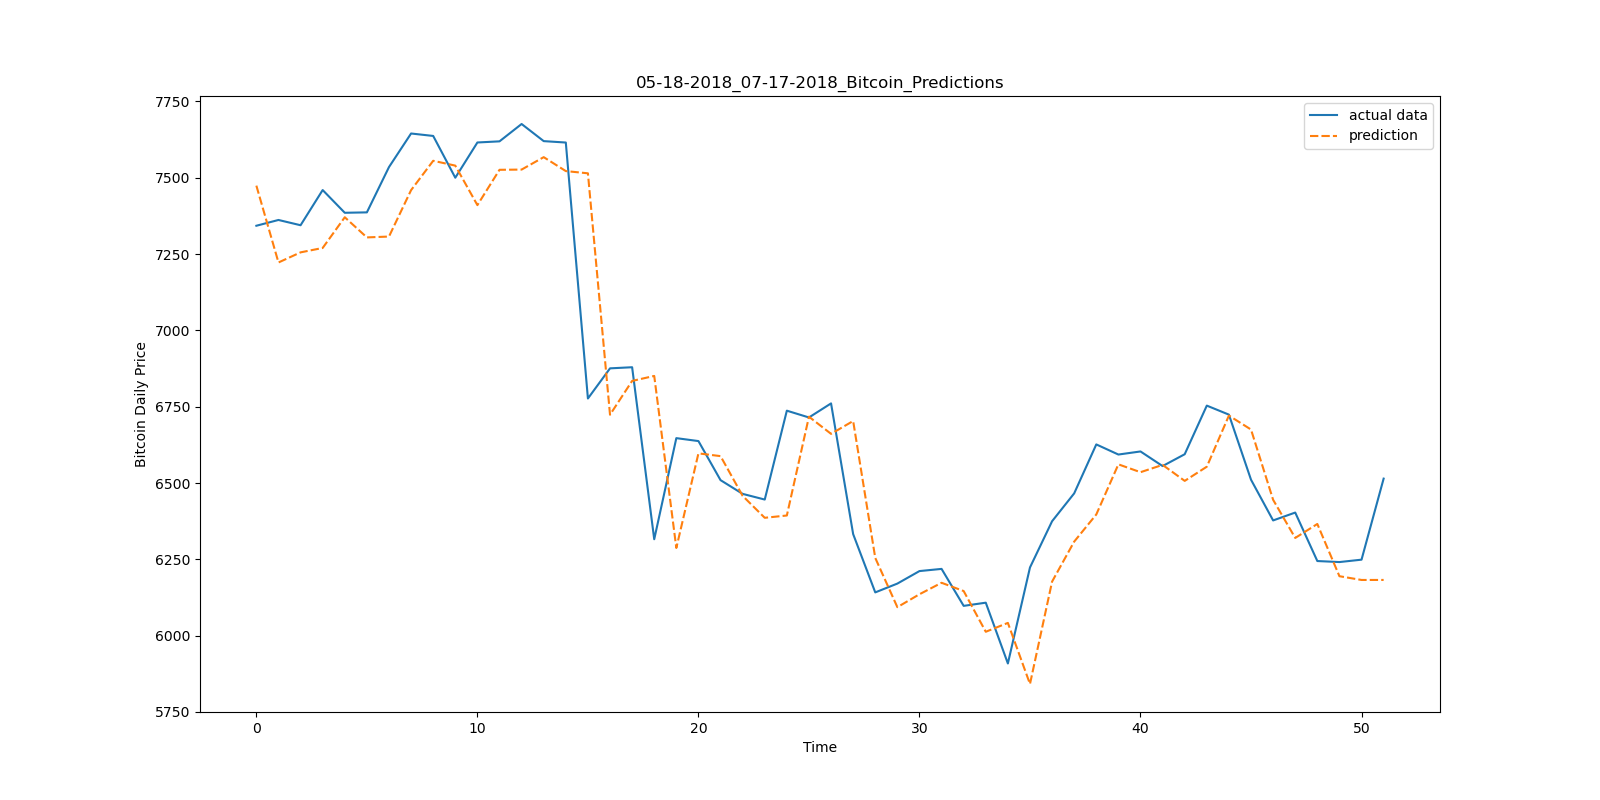 05-18-2018_07-17-2018_Bitcoin_Predictions
actual data
prediction
Bitcoin Daily Price
7750
7500
7250
7000
6750
6500
6250
6000
5750
0 10 20 30 40 50
Time